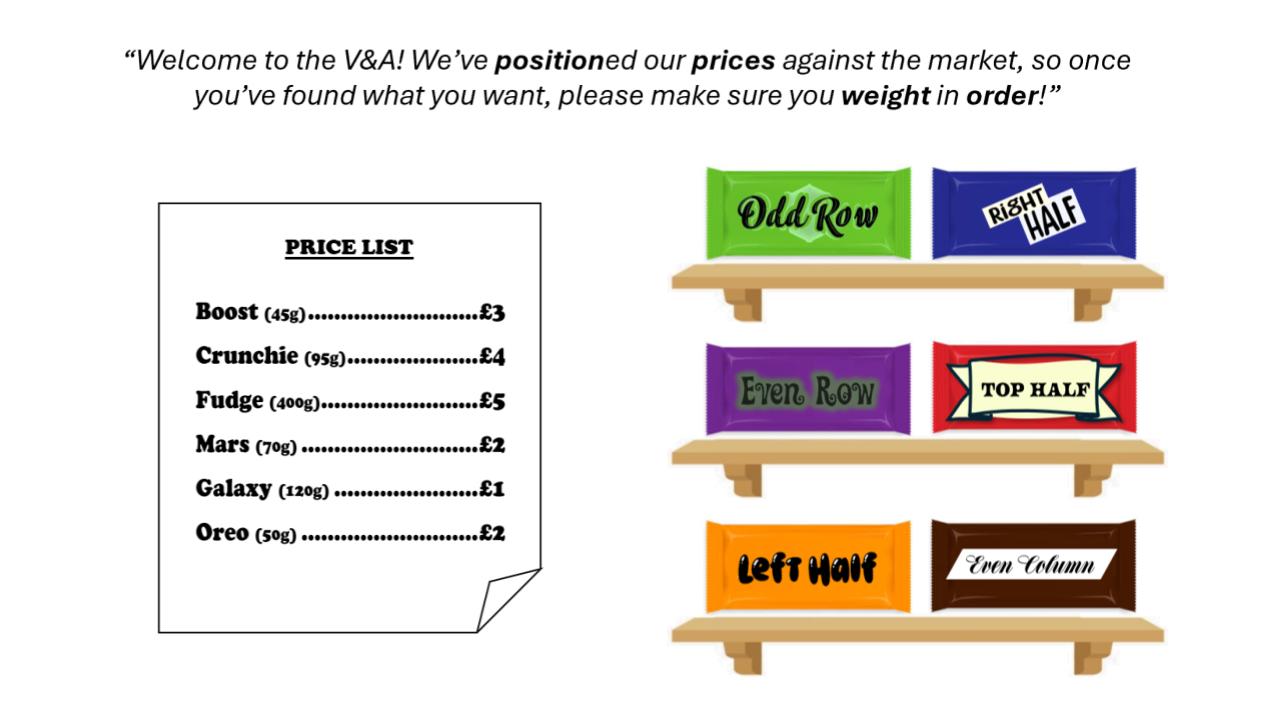 “Welcome to the V&A! We’ve positioned our prices against the market, so once
you’ve found what you want, please make sure you weight in order!”
PRICE LIST
Boost (45g)...........................£3
Crunchie (95g)....................£4
Fudge (400g)........................£5
Mars (70g) ...........................£2
Galaxy (120g) ......................£1
Oreo (50g) ...........................£2
Odd Row
RIGHT
HALF
Even Row
TOP HALF
Left Half
Even Column